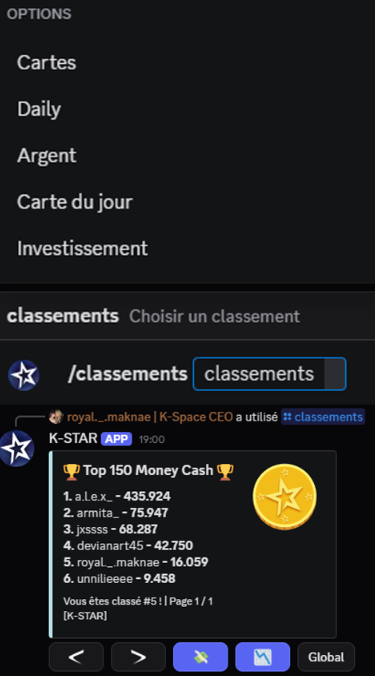 OPTIONS
Cartes
Daily
Argent
Carte du jour
Investissement
classements Choisir un classement
/classements classements
royal._.maknae | K-Space CEO a utilisé classements
K-STAR APP 19:00
🏆 Top 150 Money Cash 🏆
1. a.l.e.x_ - 435.924
2. armita_ - 75.947
3. jxssss - 68.287
4. devianart45 - 42.750
5. royal._.maknae - 16.059
6. unnilieeee - 9.458
Vous êtes classé #5 ! | Page 1 / 1
[K-STAR]
< > Global